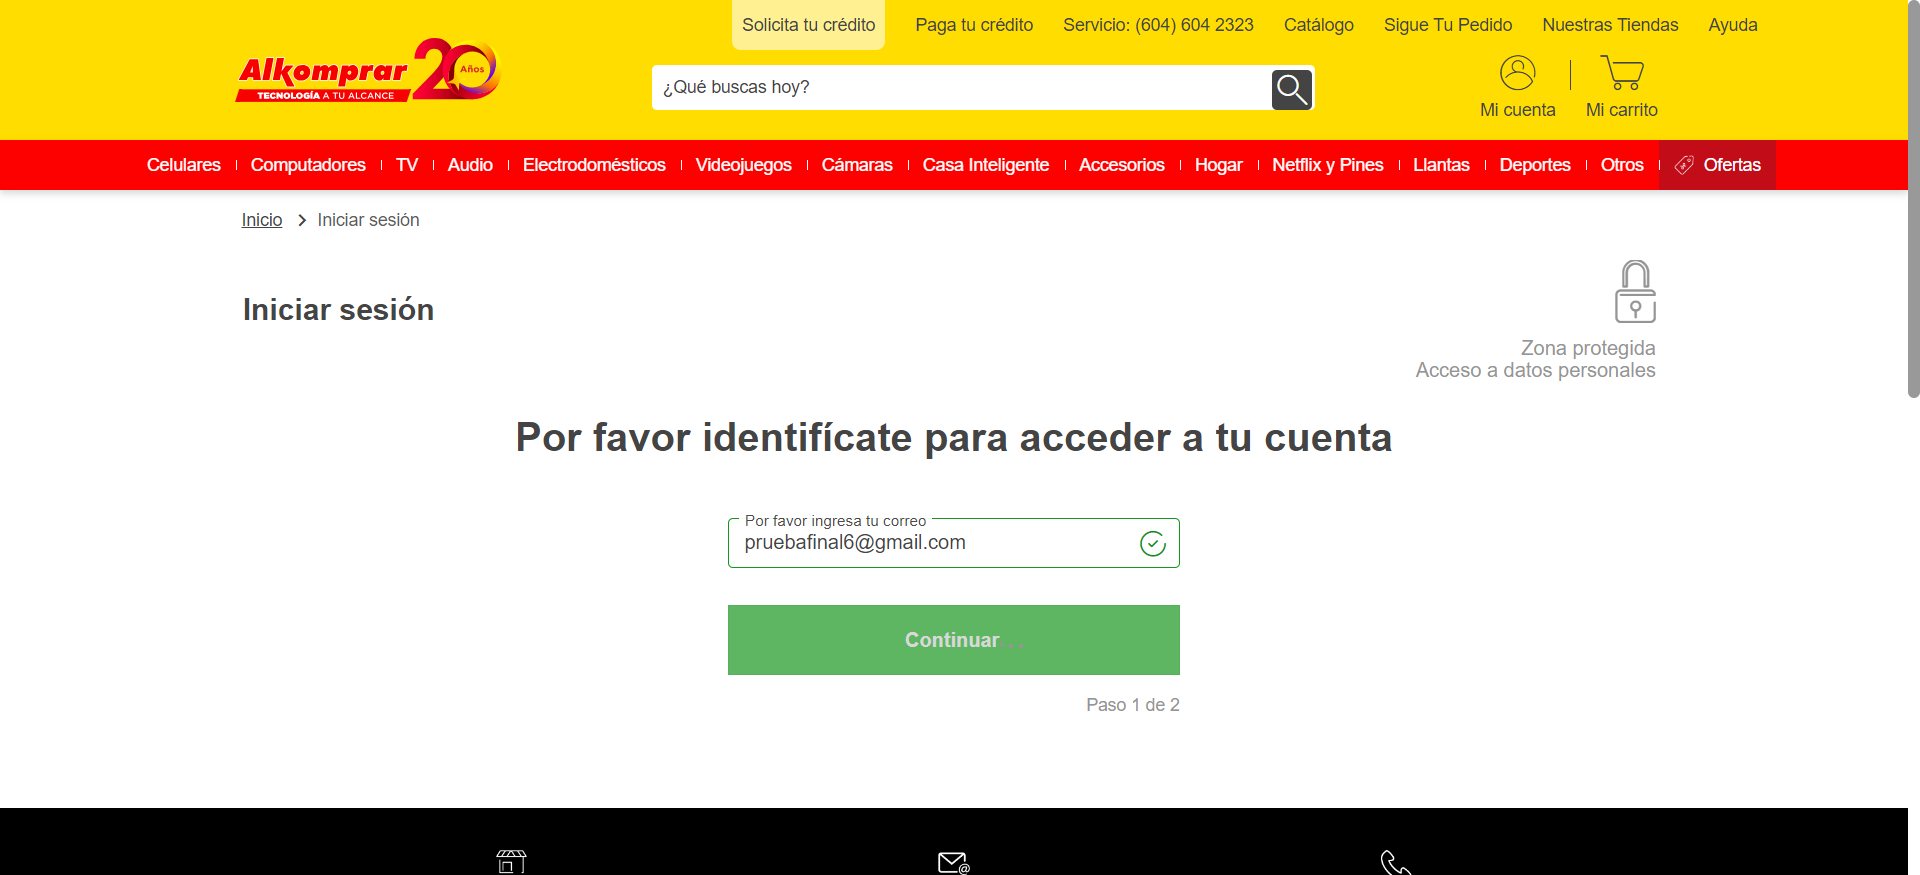 Solicita tu crédito Paga tu crédito Servicio: (604) 604 2323 Catálogo Sigue Tu Pedido Nuestras Tiendas Ayuda
Alkomprar 20 Años
TECNOLOGÍA A TU ALCANCE
¿Qué buscas hoy?
Mi cuenta Mi carrito
Celulares Computadores TV Audio Electrodomésticos Videojuegos Cámaras Casa Inteligente Accesorios Hogar Netflix y Pines Llantas Deportes Otros Ofertas
Inicio Iniciar sesión
Iniciar sesión
Zona protegida
Acceso a datos personales
Por favor identifícate para acceder a tu cuenta
Por favor ingresa tu correo
pruebafinal6@gmail.com
Continuar...
Paso 1 de 2